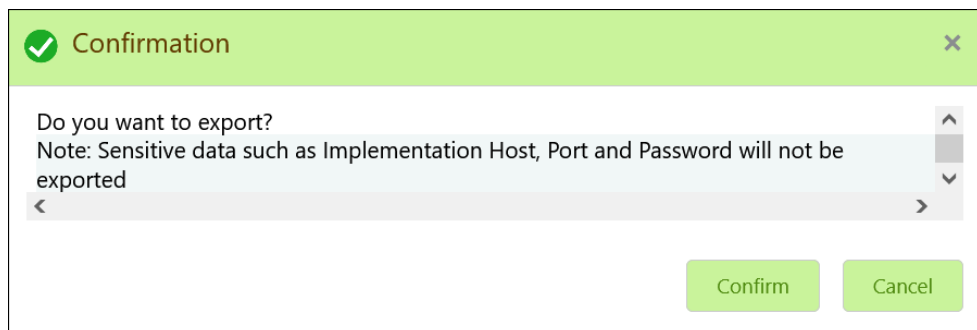 Confirmation
Do you want to export?
Note: Sensitive data such as Implementation Host, Port and Password will not be
exported
Confirm
Cancel